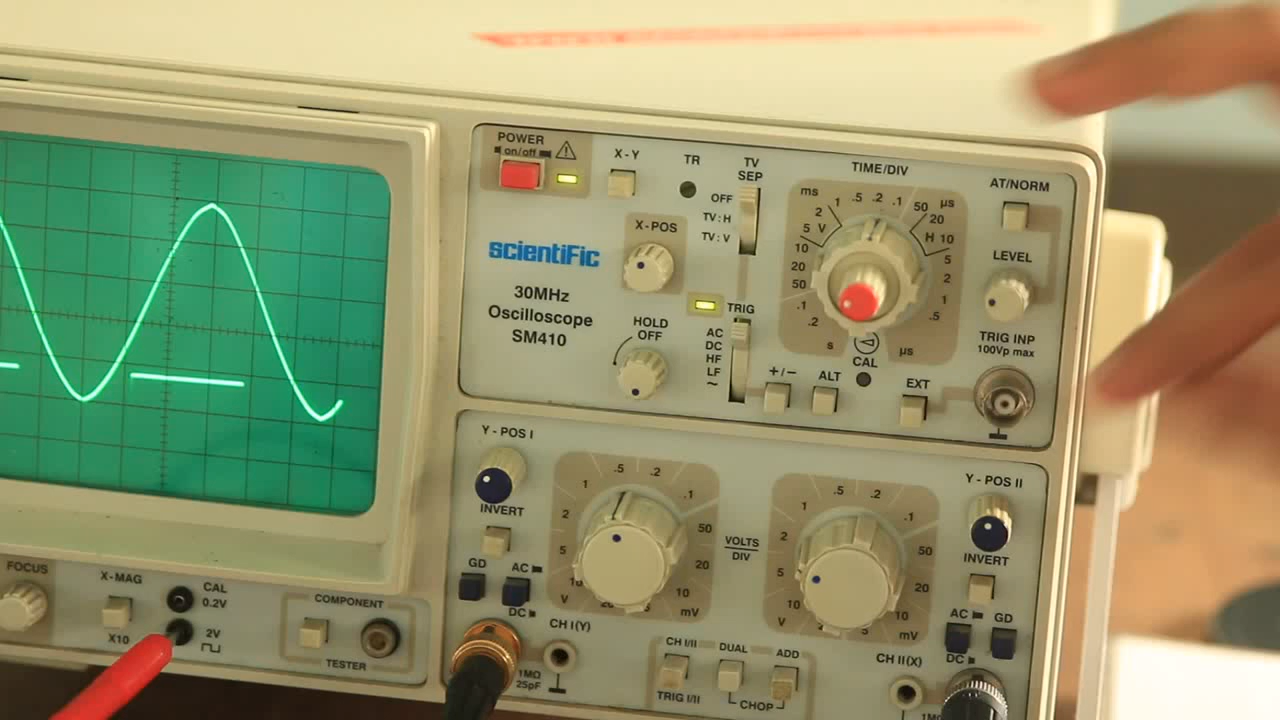 POWER
on/off
X-Y
TR
TV
SEP
OFF
TV: H
TV: V
TIME/DIV
ms
5 2 1 .5 .2 .1 50 µs
V
20
H 10
5
2
1
.5
10
20
50
.1
.2
s
µs
AT/NORM
LEVEL
TRIG INP
100Vp max
X-POS
scientiFic
30MHz
Oscilloscope
SM410
HOLD
OFF
TRIG
AC
DC
HF
LF
~
+/−
ALT
CAL
EXT
Y - POS I
INVERT
GD
AC
DC
.5 .2
1
.1
2
50
5
20
10
10
V
20
mV
CH I(Y)
1MΩ
25pF
VOLTS
DIV
.5 .2
1
.1
2
50
20
10
10
V
5
mV
Y - POS II
INVERT
AC
GD
DC
CH II(X)
CH I/II
DUAL
ADD
TRIG I/II
CHOP
FOCUS
X-MAG
X10
CAL
0.2V
2V
COMPONENT
TESTER